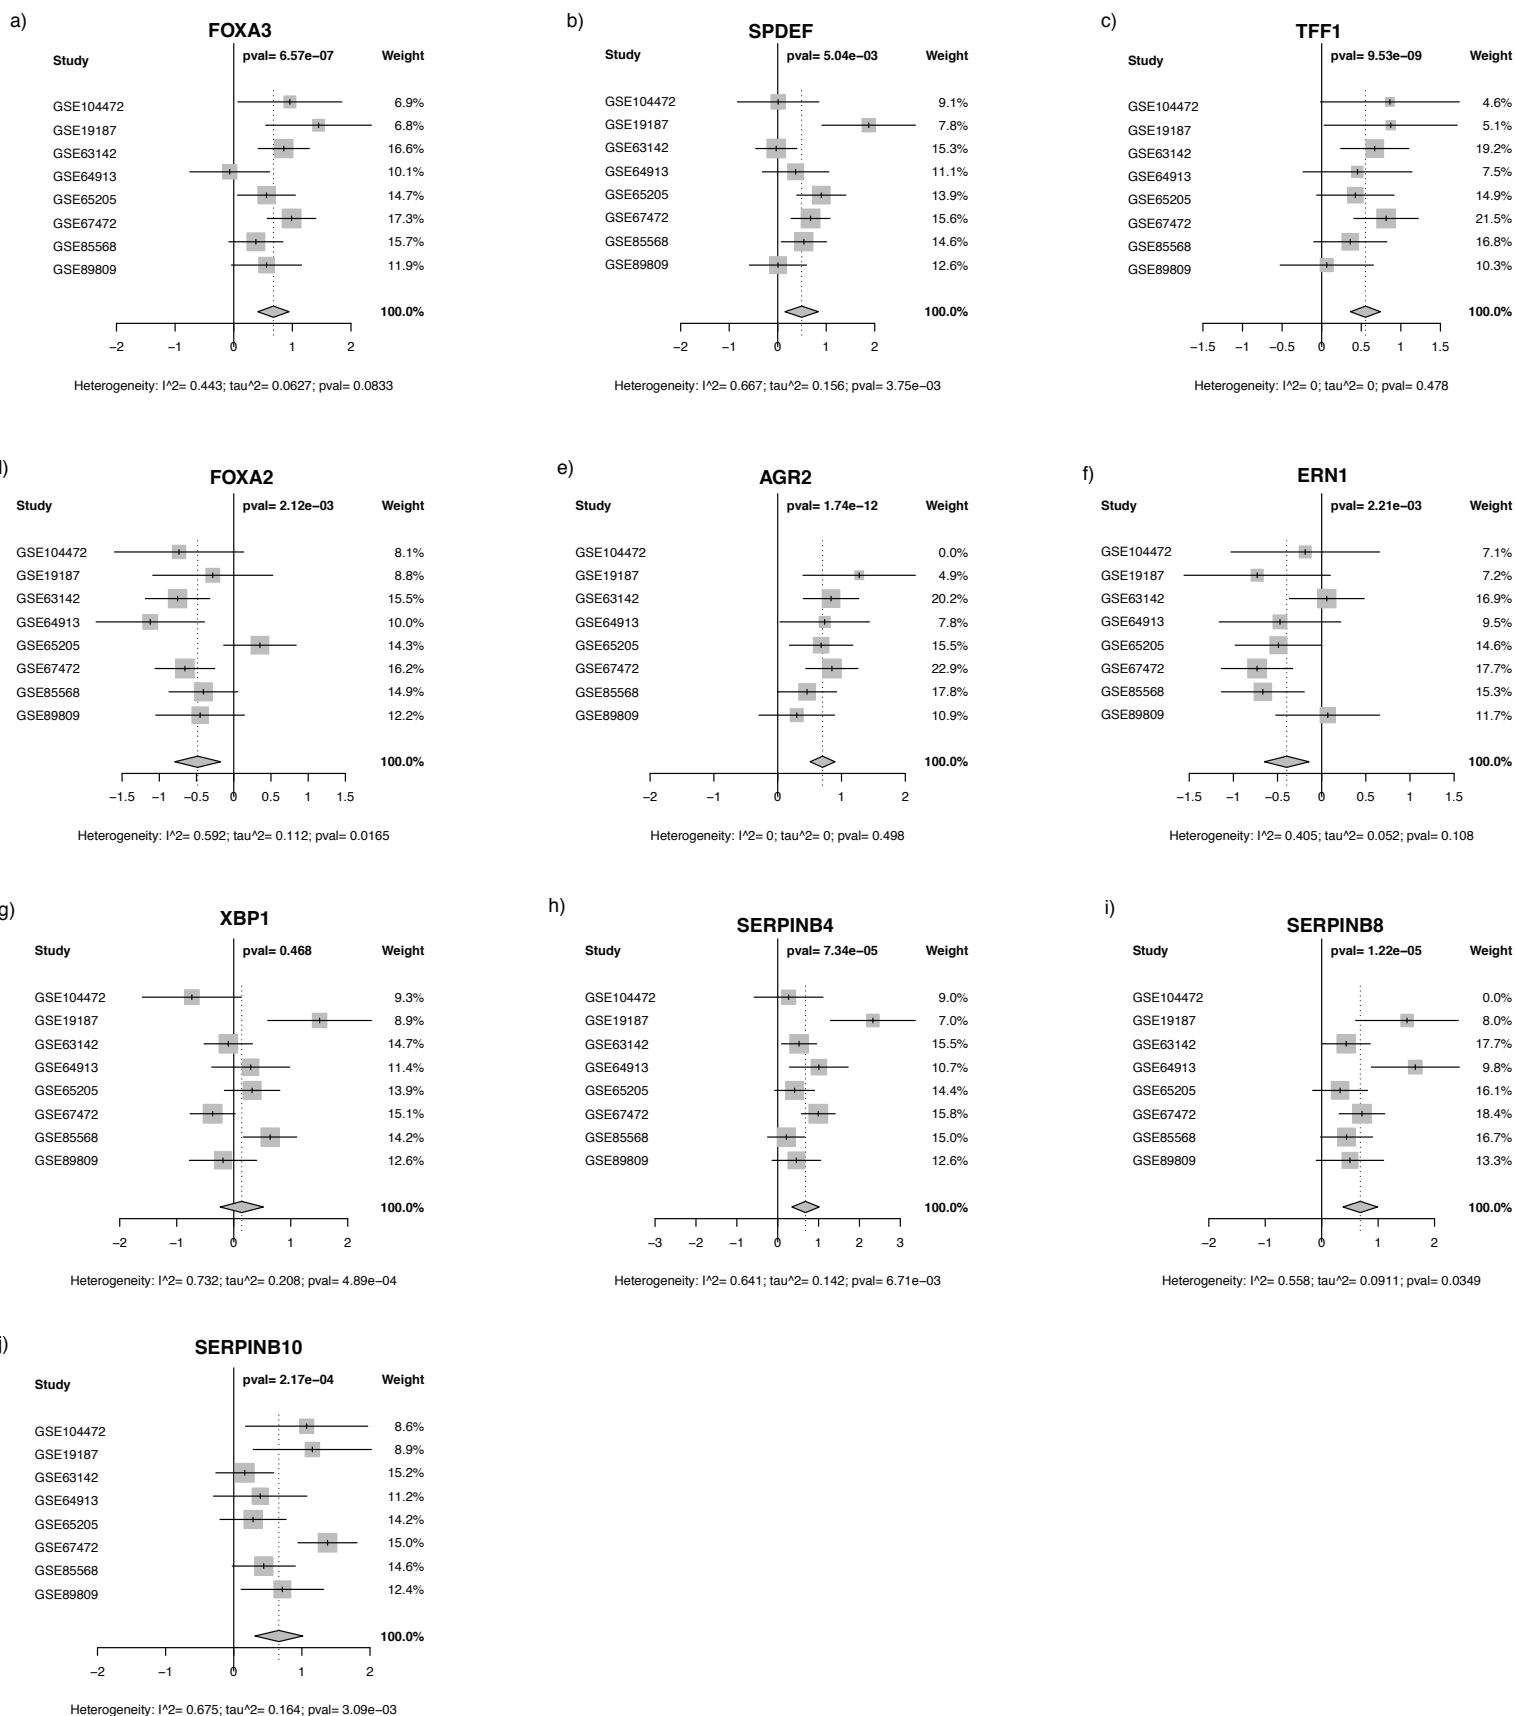 a)
FOXA3
Study
pval= 6.57e−07
Weight
GSE104472 6.9%
GSE19187 6.8%
GSE63142 16.6%
GSE64913 10.1%
GSE65205 14.7%
GSE67472 17.3%
GSE85568 15.7%
GSE89809 11.9%
100.0%
−2 −1 0 1 2
Heterogeneity: I^2= 0.443; tau^2= 0.0627; pval= 0.0833
b)
SPDEF
Study
pval= 5.04e−03
Weight
GSE104472 9.1%
GSE19187 7.8%
GSE63142 15.3%
GSE64913 11.1%
GSE65205 13.9%
GSE67472 15.6%
GSE85568 14.6%
GSE89809 12.6%
100.0%
−2 −1 0 1 2
Heterogeneity: I^2= 0.667; tau^2= 0.156; pval= 3.75e−03
c)
TFF1
Study
pval= 9.53e−09
Weight
GSE104472 4.6%
GSE19187 5.1%
GSE63142 19.2%
GSE64913 7.5%
GSE65205 14.9%
GSE67472 21.5%
GSE85568 16.8%
GSE89809 10.3%
100.0%
−1.5 −1 −0.5 0 0.5 1 1.5
Heterogeneity: I^2= 0; tau^2= 0; pval= 0.478
)
FOXA2
Study
pval= 2.12e−03
Weight
GSE104472 8.1%
GSE19187 8.8%
GSE63142 15.5%
GSE64913 10.0%
GSE65205 14.3%
GSE67472 16.2%
GSE85568 14.9%
GSE89809 12.2%
100.0%
−1.5 −1 −0.5 0 0.5 1 1.5
Heterogeneity: I^2= 0.592; tau^2= 0.112; pval= 0.0165
e)
AGR2
Study
pval= 1.74e−12
Weight
GSE104472 0.0%
GSE19187 4.9%
GSE63142 20.2%
GSE64913 7.8%
GSE65205 15.5%
GSE67472 22.9%
GSE85568 17.8%
GSE89809 10.9%
100.0%
−2 −1 0 1 2
Heterogeneity: I^2= 0; tau^2= 0; pval= 0.498
f)
ERN1
Study
pval= 2.21e−03
Weight
GSE104472 7.1%
GSE19187 7.2%
GSE63142 16.9%
GSE64913 9.5%
GSE65205 14.6%
GSE67472 17.7%
GSE85568 15.3%
GSE89809 11.7%
100.0%
−1.5 −1 −0.5 0 0.5 1 1.5
Heterogeneity: I^2= 0.405; tau^2= 0.052; pval= 0.108
g)
XBP1
Study
pval= 0.468
Weight
GSE104472 9.3%
GSE19187 8.9%
GSE63142 14.7%
GSE64913 11.4%
GSE65205 13.9%
GSE67472 15.1%
GSE85568 14.2%
GSE89809 12.6%
100.0%
−2 −1 0 1 2
Heterogeneity: I^2= 0.732; tau^2= 0.208; pval= 4.89e−04
h)
SERPINB4
Study
pval= 7.34e−05
Weight
GSE104472 9.0%
GSE19187 7.0%
GSE63142 15.5%
GSE64913 10.7%
GSE65205 14.4%
GSE67472 15.8%
GSE85568 15.0%
GSE89809 12.6%
100.0%
−3 −2 −1 0 1 2 3
Heterogeneity: I^2= 0.641; tau^2= 0.142; pval= 6.71e−03
i)
SERPINB8
Study
pval= 1.22e−05
Weight
GSE104472 0.0%
GSE19187 8.0%
GSE63142 17.7%
GSE64913 9.8%
GSE65205 16.1%
GSE67472 18.4%
GSE85568 16.7%
GSE89809 13.3%
100.0%
−2 −1 0 1 2
Heterogeneity: I^2= 0.558; tau^2= 0.0911; pval= 0.0349
j)
SERPINB10
Study
pval= 2.17e−04
Weight
GSE104472 8.6%
GSE19187 8.9%
GSE63142 15.2%
GSE64913 11.2%
GSE65205 14.2%
GSE67472 15.0%
GSE85568 14.6%
GSE89809 12.4%
100.0%
−2 −1 0 1 2
Heterogeneity: I^2= 0.675; tau^2= 0.164; pval= 3.09e−03